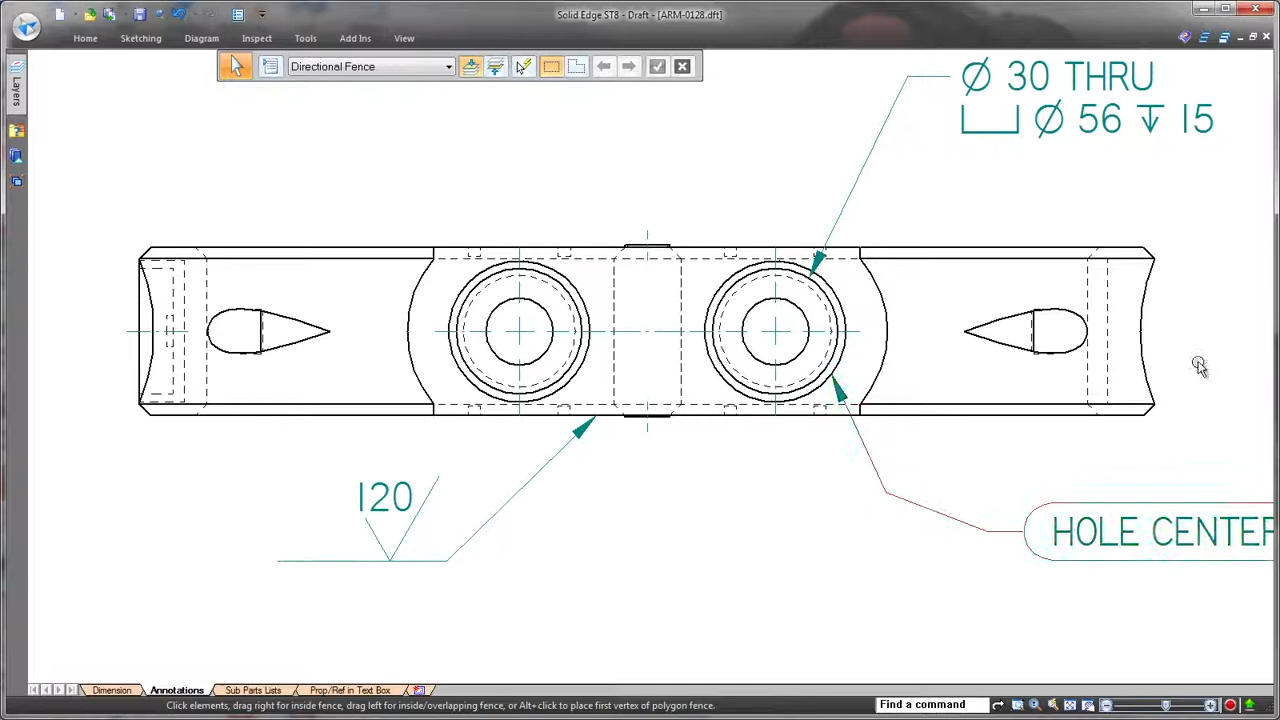 Solid Edge ST8 - Draft - [ARM-0128.dft]
Home Sketching Diagram Inspect Tools Add Ins View
Directional Fence
Layers
Ø 30 THRU
Ø 56 ↧ 15
120
HOLE CENTER
Dimension Annotations Sub Parts Lists Prop/Ref in Text Box
Click elements, drag right for inside fence, drag left for inside/overlapping fence, or Alt+click to place first vertex of polygon fence.
Find a command